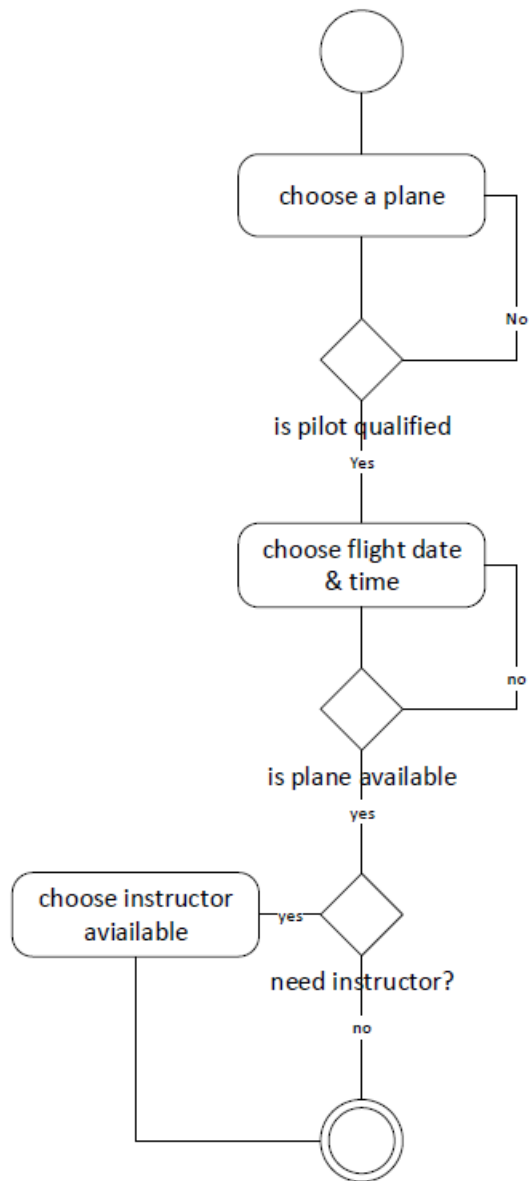 choose a plane
No
is pilot qualified
Yes
choose flight date
& time
no
is plane available
yes
choose instructor
aviailable
yes
need instructor?
no